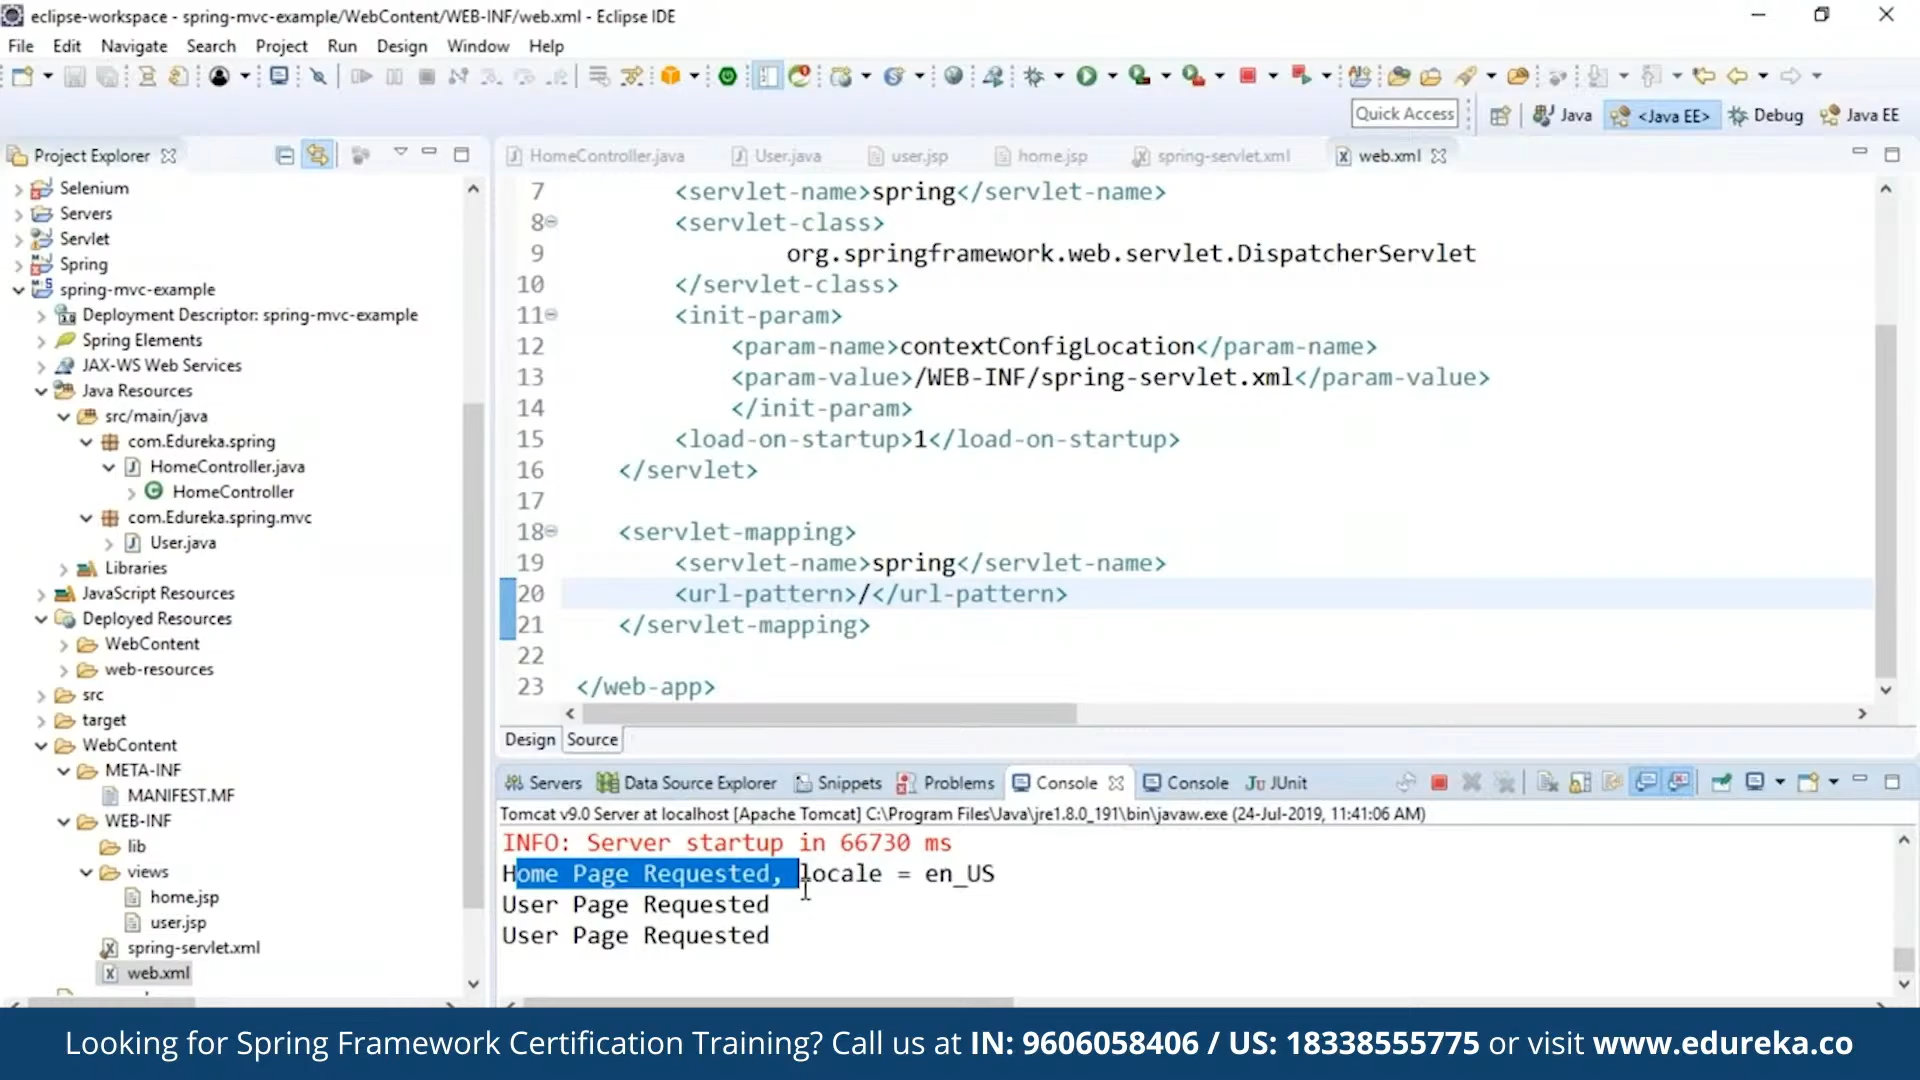 eclipse-workspace - spring-mvc-example/WebContent/WEB-INF/web.xml - Eclipse IDE
File Edit Navigate Search Project Run Design Window Help
Quick Access
Java
<Java EE>
Debug
Java EE
Project Explorer
Selenium
Servers
Servlet
Spring
spring-mvc-example
Deployment Descriptor: spring-mvc-example
Spring Elements
JAX-WS Web Services
Java Resources
src/main/java
com.Edureka.spring
HomeController.java
HomeController
com.Edureka.spring.mvc
User.java
Libraries
JavaScript Resources
Deployed Resources
WebContent
web-resources
src
target
WebContent
META-INF
MANIFEST.MF
WEB-INF
lib
views
home.jsp
user.jsp
spring-servlet.xml
web.xml
HomeController.java User.java user.jsp home.jsp spring-servlet.xml web.xml
7 <servlet-name>spring</servlet-name>
8 <servlet-class>
9 org.springframework.web.servlet.DispatcherServlet
10 </servlet-class>
11 <init-param>
12 <param-name>contextConfigLocation</param-name>
13 <param-value>/WEB-INF/spring-servlet.xml</param-value>
14 </init-param>
15 <load-on-startup>1</load-on-startup>
16 </servlet>
17
18 <servlet-mapping>
19 <servlet-name>spring</servlet-name>
20 <url-pattern>/</url-pattern>
21 </servlet-mapping>
22
23 </web-app>
Design Source
Servers Data Source Explorer Snippets Problems Console Console JUnit
Tomcat v9.0 Server at localhost [Apache Tomcat] C:\Program Files\Java\jre1.8.0_191\bin\javaw.exe (24-Jul-2019, 11:41:06 AM)
INFO: Server startup in 66730 ms
Home Page Requested, locale = en_US
User Page Requested
User Page Requested
Looking for Spring Framework Certification Training? Call us at IN: 9606058406 / US: 18338555775 or visit www.edureka.co